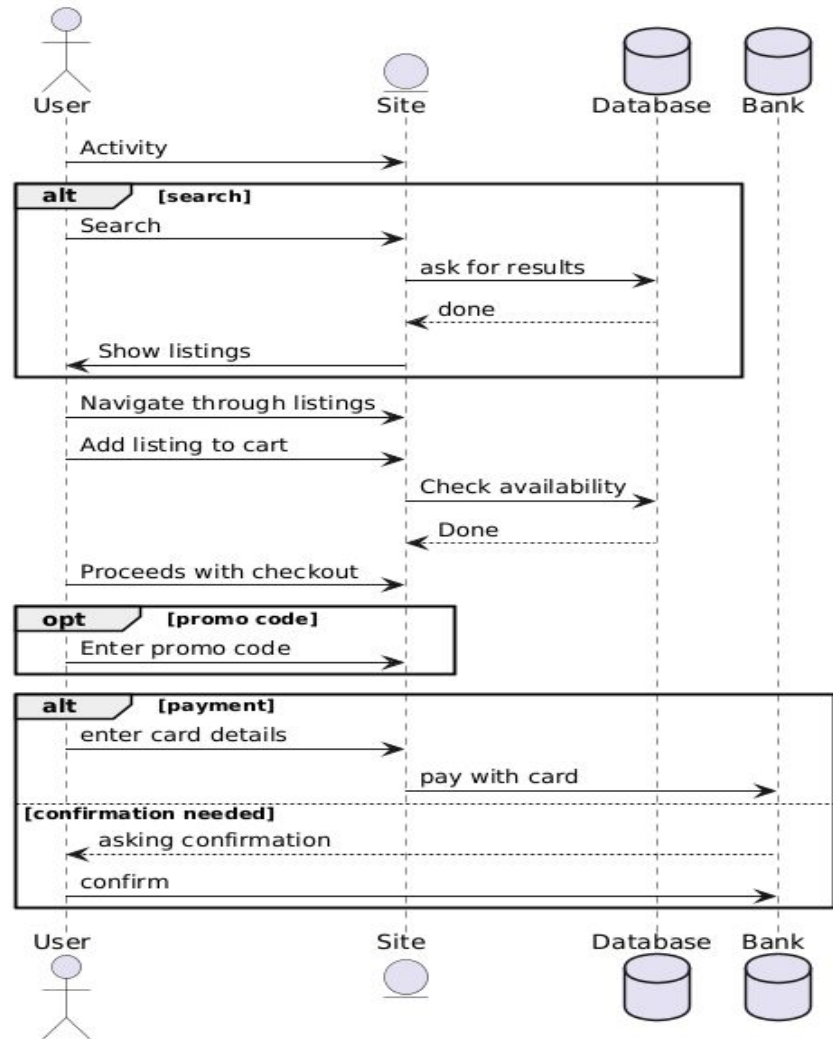 User Site Database Bank
Activity
alt [search]
Search
ask for results
done
Show listings
Navigate through listings
Add listing to cart
Check availability
Done
Proceeds with checkout
opt [promo code]
Enter promo code
alt [payment]
enter card details
pay with card
[confirmation needed]
asking confirmation
confirm
User Site Database Bank